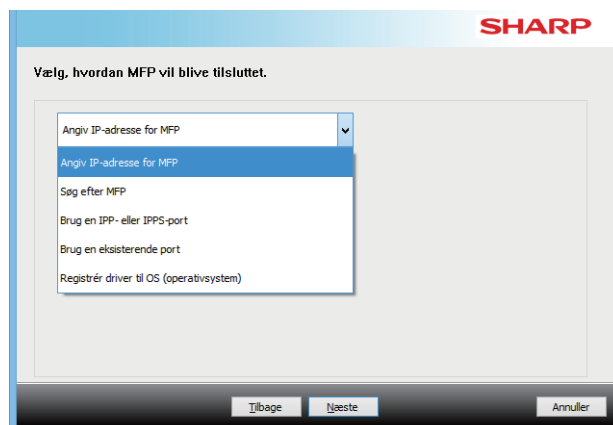 SHARP
Vælg, hvordan MFP vil blive tilsluttet.
Angiv IP-adresse for MFP
Angiv IP-adresse for MFP
Søg efter MFP
Brug en IPP- eller IPPS-port
Brug en eksisterende port
Registrér driver til OS (operativsystem)
Tilbage Næste Annuller